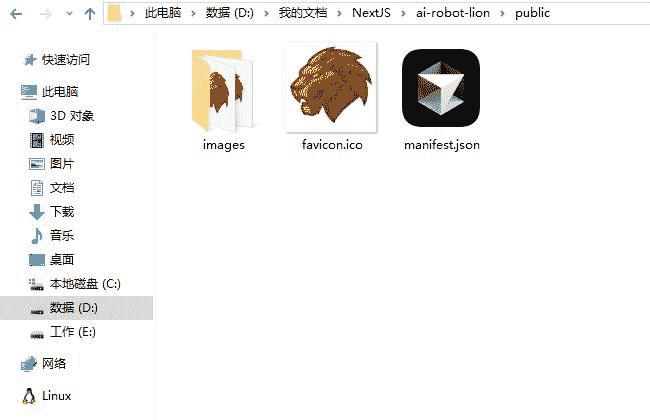 此电脑 > 数据 (D:) > 我的文档 > NextJS > ai-robot-lion > public
快速访问
此电脑
3D 对象
视频
图片
文档
下载
音乐
桌面
本地磁盘 (C:)
数据 (D:)
工作 (E:)
网络
Linux
images
favicon.ico
manifest.json